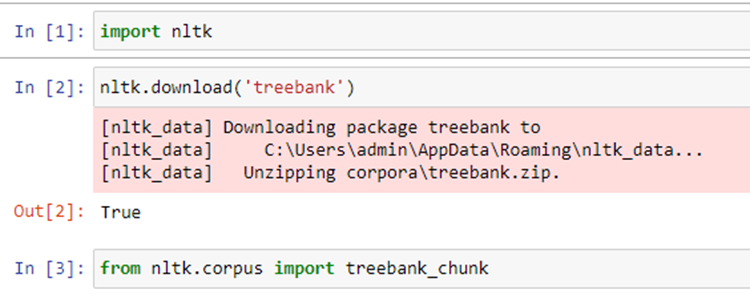 In [1]: import nltk
In [2]: nltk.download('treebank')
[nltk_data] Downloading package treebank to
[nltk_data]     C:\Users\admin\AppData\Roaming\nltk_data...
[nltk_data]   Unzipping corpora\treebank.zip.
Out[2]: True
In [3]: from nltk.corpus import treebank_chunk